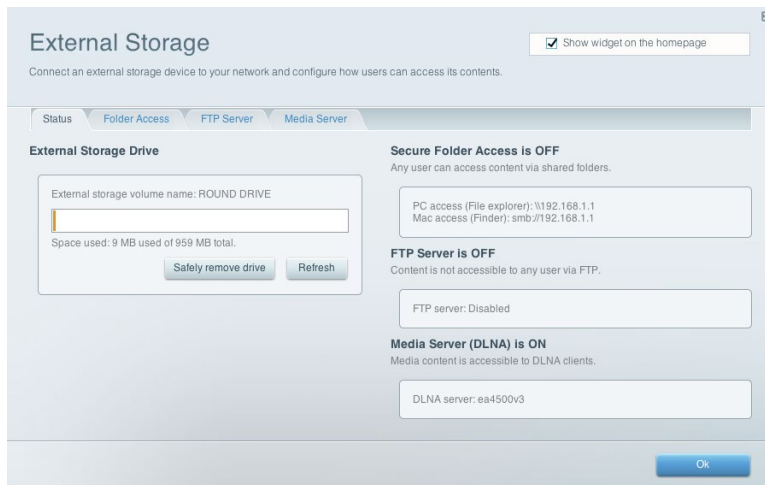 External Storage
Show widget on the homepage
Connect an external storage device to your network and configure how users can access its contents.
Status
Folder Access
FTP Server
Media Server
External Storage Drive
External storage volume name: ROUND DRIVE
Space used: 9 MB used of 959 MB total.
Safely remove drive
Refresh
Secure Folder Access is OFF
Any user can access content via shared folders.
PC access (File explorer): \\192.168.1.1
Mac access (Finder): smb://192.168.1.1
FTP Server is OFF
Content is not accessible to any user via FTP.
FTP server: Disabled
Media Server (DLNA) is ON
Media content is accessible to DLNA clients.
DLNA server: ea4500v3
Ok